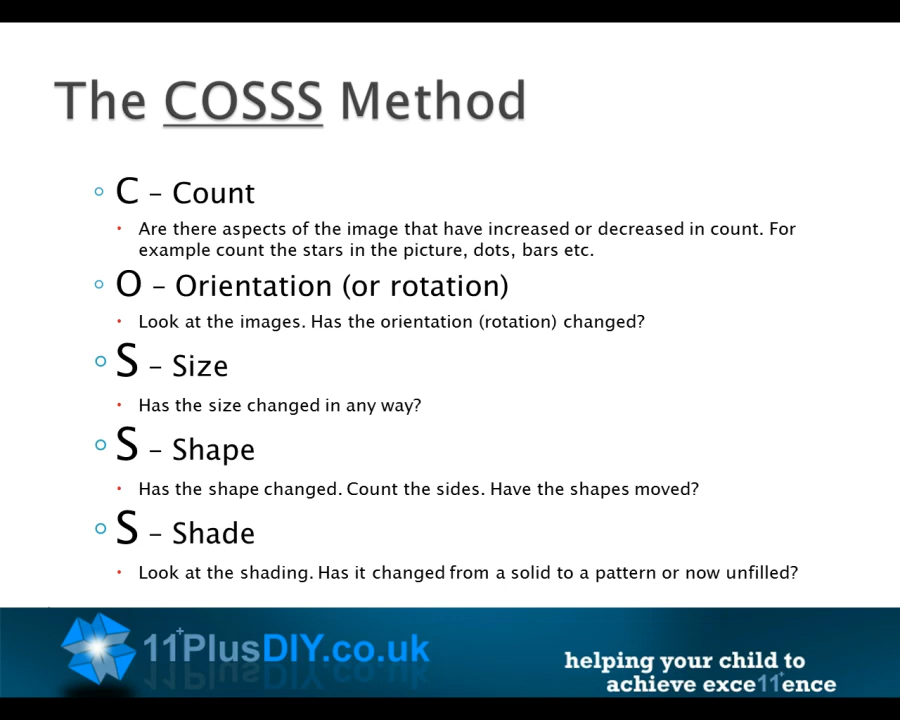 The COSSS Method
C – Count
Are there aspects of the image that have increased or decreased in count. For
example count the stars in the picture, dots, bars etc.
O – Orientation (or rotation)
Look at the images. Has the orientation (rotation) changed?
S – Size
Has the size changed in any way?
S – Shape
Has the shape changed. Count the sides. Have the shapes moved?
S – Shade
Look at the shading. Has it changed from a solid to a pattern or now unfilled?
11+PlusDIY.co.uk
helping your child to
achieve exce11+ence